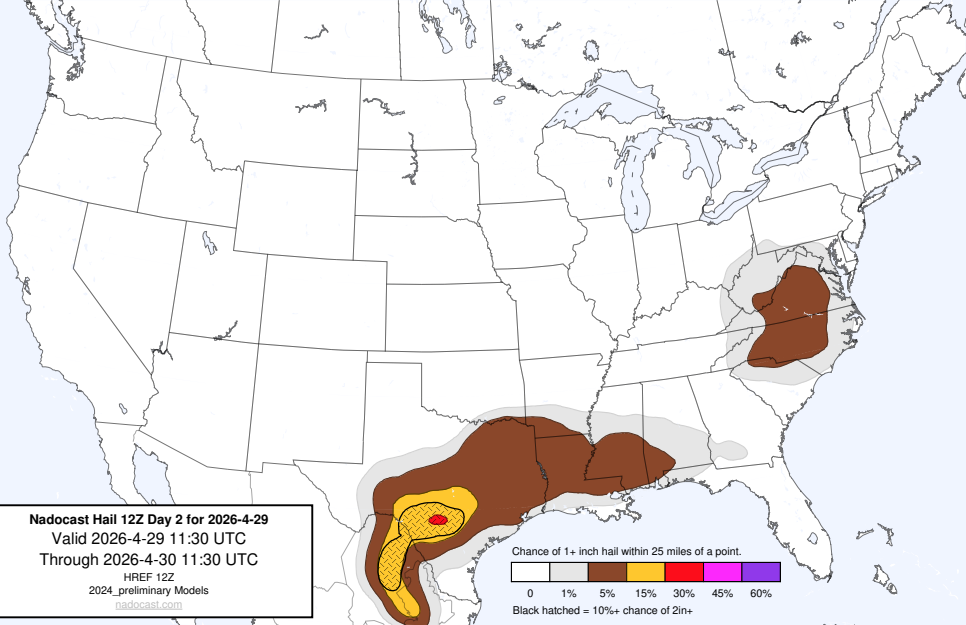 Nadocast Hail 12Z Day 2 for 2026-4-29
Valid 2026-4-29 11:30 UTC
Through 2026-4-30 11:30 UTC
HREF 12Z
2024_preliminary Models
nadocast.com
Chance of 1+ inch hail within 25 miles of a point.
0 1% 5% 15% 30% 45% 60%
Black hatched = 10%+ chance of 2in+